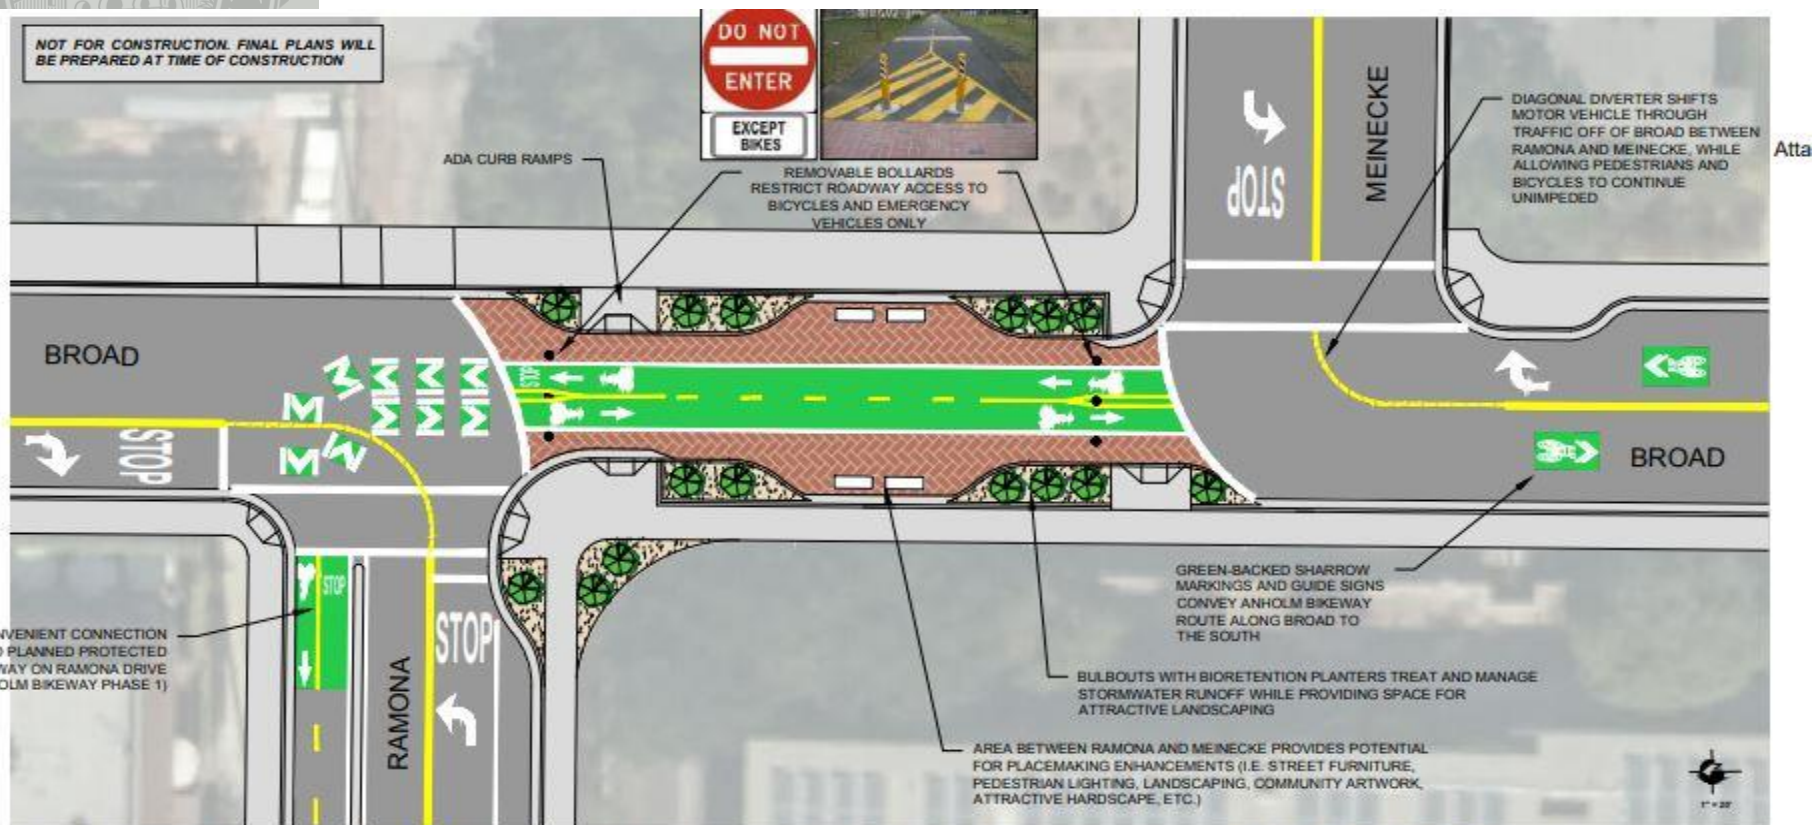 NOT FOR CONSTRUCTION. FINAL PLANS WILL
BE PREPARED AT TIME OF CONSTRUCTION
DO NOT
ENTER
EXCEPT
BIKES
ADA CURB RAMPS
REMOVABLE BOLLARDS
RESTRICT ROADWAY ACCESS TO
BICYCLES AND EMERGENCY
VEHICLES ONLY
STOP
MEINECKE
DIAGONAL DIVERTER SHIFTS
MOTOR VEHICLE THROUGH
TRAFFIC OFF OF BROAD BETWEEN
RAMONA AND MEINECKE, WHILE
ALLOWING PEDESTRIANS AND
BICYCLES TO CONTINUE
UNIMPEDED
Atta
BROAD
STOP
STOP
BROAD
GREEN-BACKED SHARROW
MARKINGS AND GUIDE SIGNS
CONVEY ANHOLM BIKEWAY
ROUTE ALONG BROAD TO
THE SOUTH
STOP
STOP
NVENIENT CONNECTION
O PLANNED PROTECTED
WAY ON RAMONA DRIVE
OLM BIKEWAY PHASE 1)
RAMONA
BULBOUTS WITH BIORETENTION PLANTERS TREAT AND MANAGE
STORMWATER RUNOFF WHILE PROVIDING SPACE FOR
ATTRACTIVE LANDSCAPING
AREA BETWEEN RAMONA AND MEINECKE PROVIDES POTENTIAL
FOR PLACEMAKING ENHANCEMENTS (I.E. STREET FURNITURE,
PEDESTRIAN LIGHTING, LANDSCAPING, COMMUNITY ARTWORK,
ATTRACTIVE HARDSCAPE, ETC.)
1" = 20'